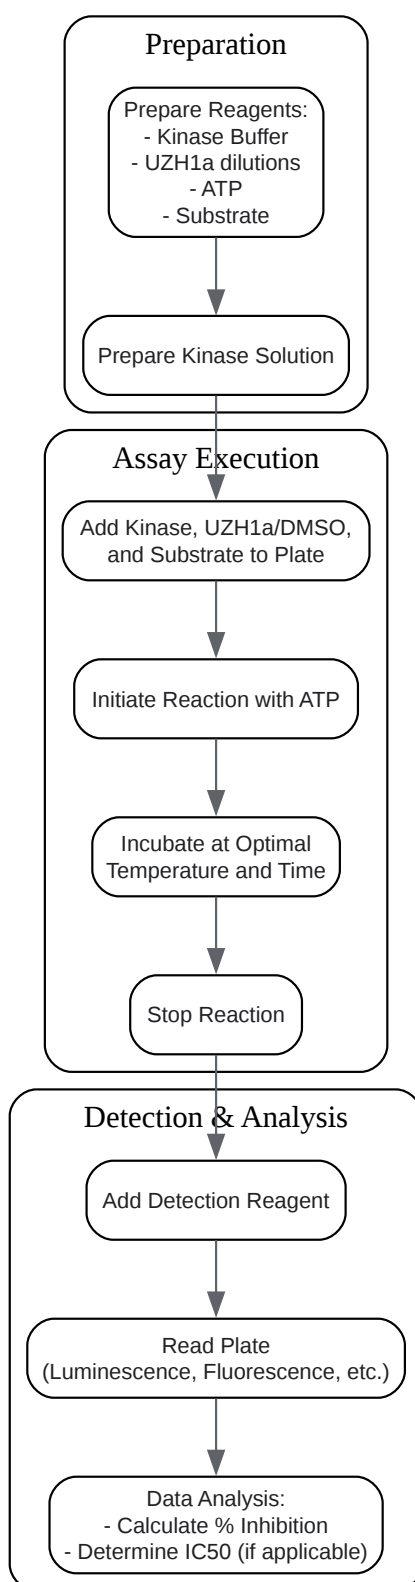 Preparation
Prepare Reagents:
- Kinase Buffer
- UZH1a dilutions
- ATP
- Substrate
Prepare Kinase Solution
Assay Execution
Add Kinase, UZH1a/DMSO,
and Substrate to Plate
Initiate Reaction with ATP
Incubate at Optimal
Temperature and Time
Stop Reaction
Detection & Analysis
Add Detection Reagent
Read Plate
(Luminescence, Fluorescence, etc.)
Data Analysis:
- Calculate % Inhibition
- Determine IC50 (if applicable)